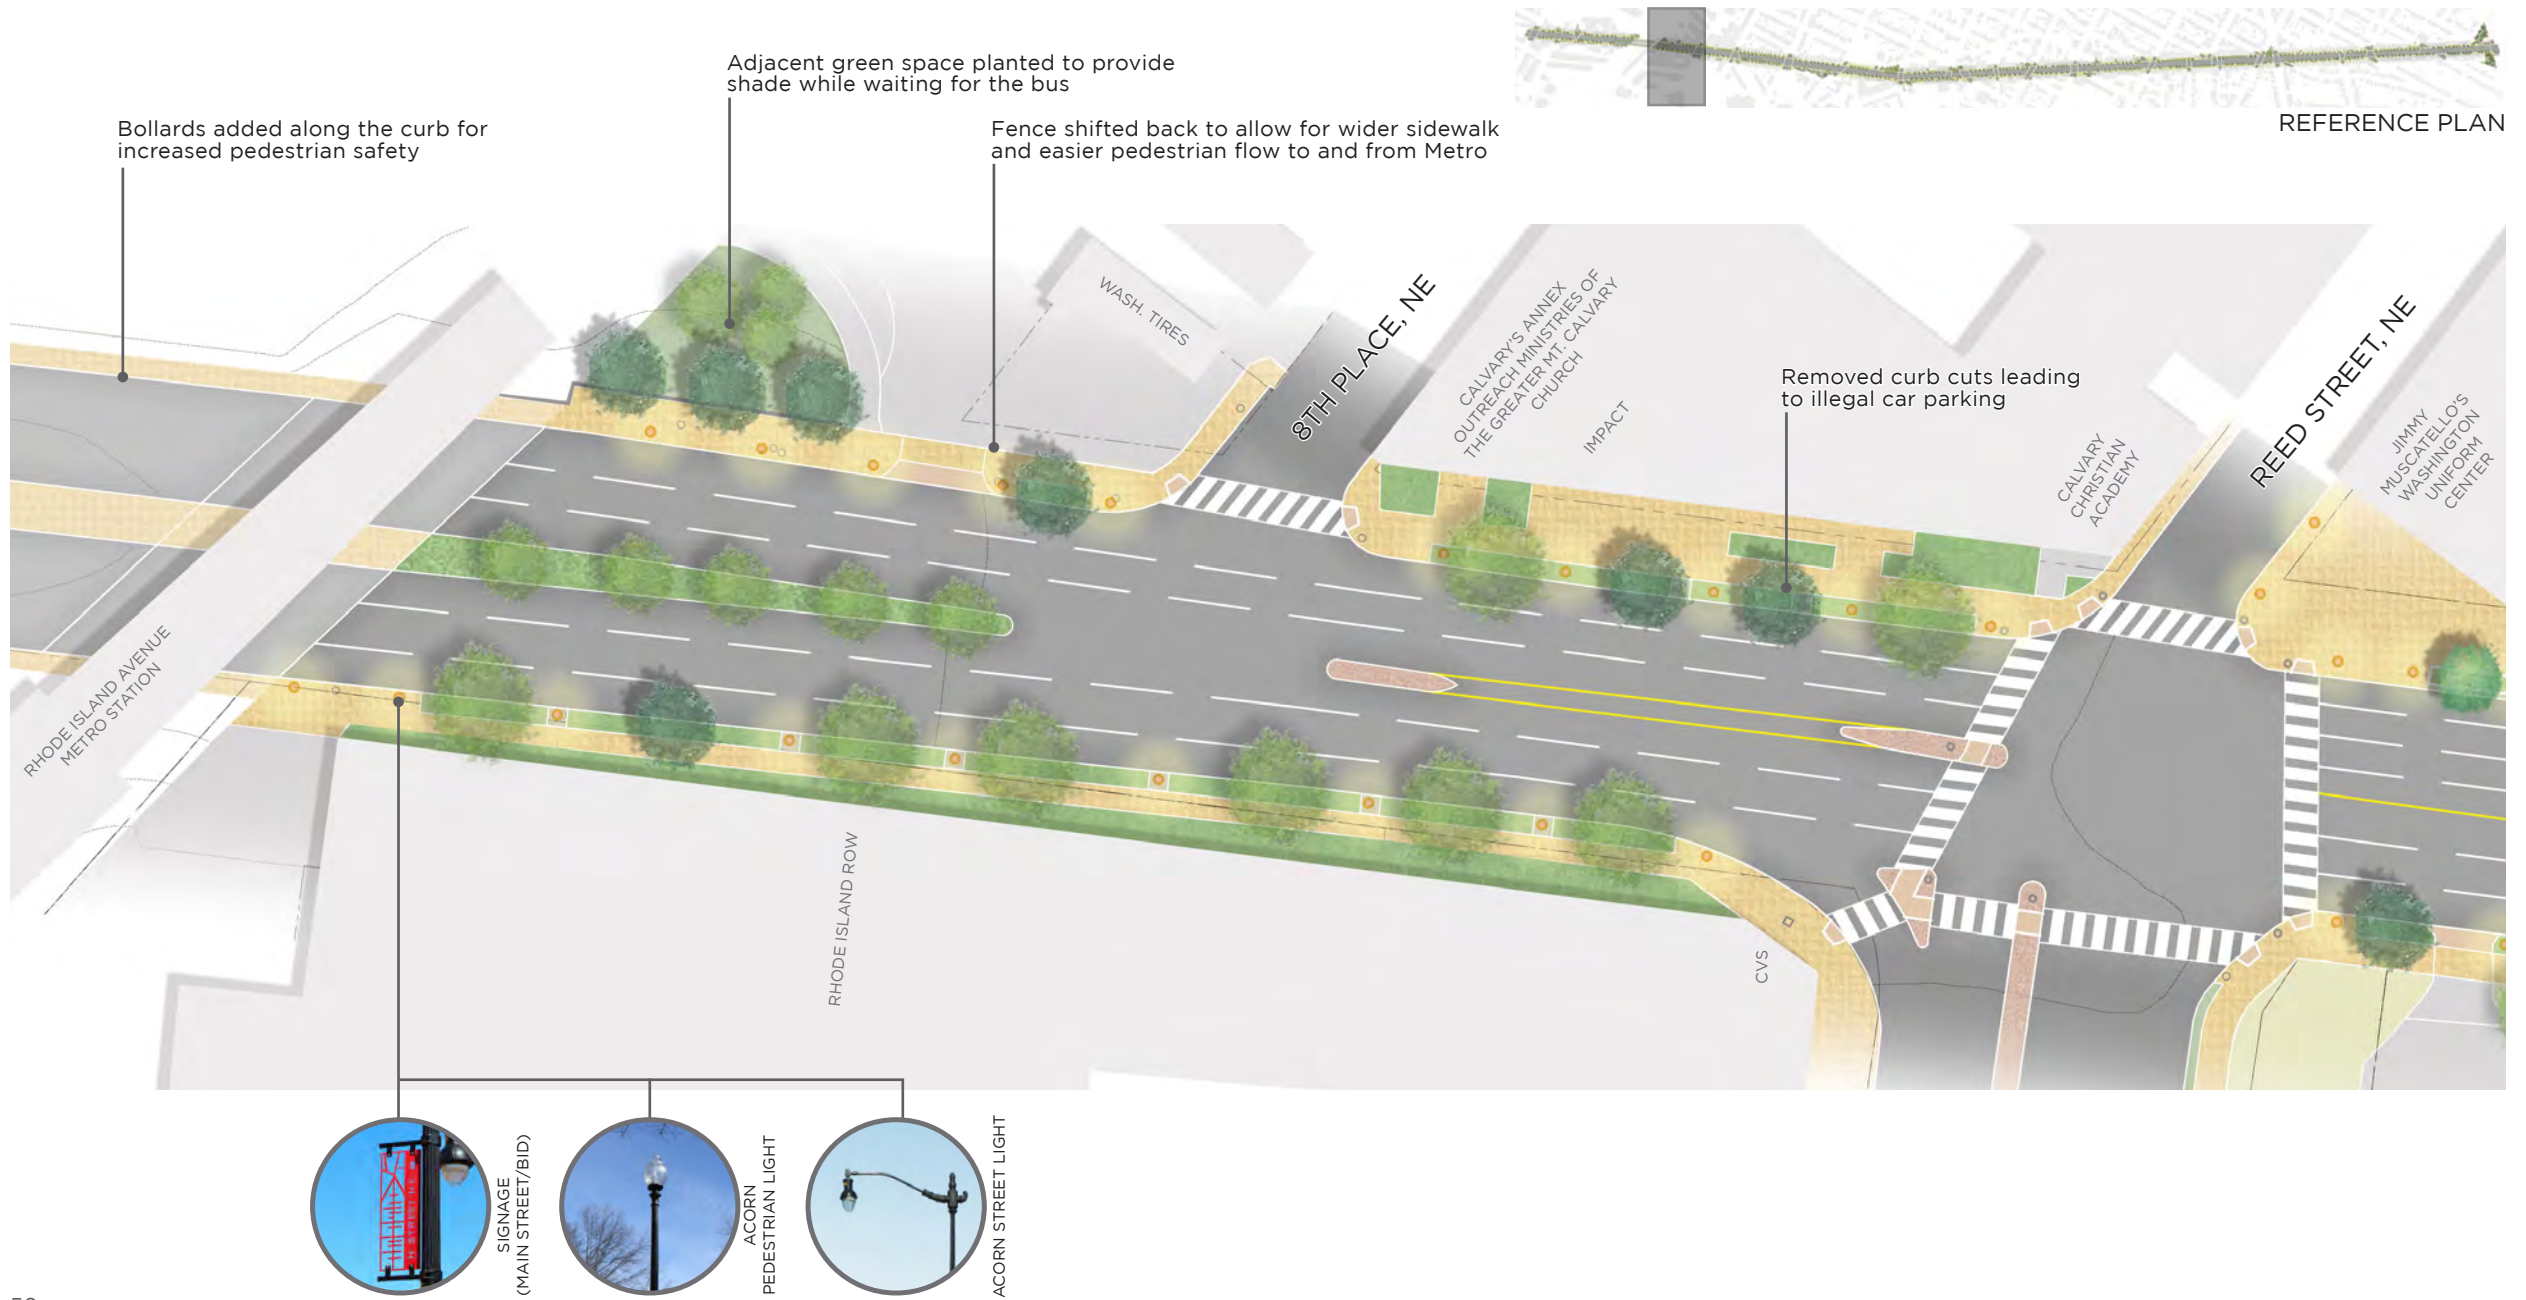 Adjacent green space planted to provide
shade while waiting for the bus
REFERENCE PLAN
Bollards added along the curb for
increased pedestrian safety
Fence shifted back to allow for wider sidewalk
and easier pedestrian flow to and from Metro
WASH. TIRES
8TH PLACE, NE
CALVARY'S ANNEX
OUTREACH MINISTRIES OF
THE GREATER MT. CALVARY
CHURCH
IMPACT
Removed curb cuts leading
to illegal car parking
CALVARY
CHRISTIAN
ACADEMY
REED STREET, NE
JIMMY
MUSCATELLO'S
WASHINGTON
UNIFORM
CENTER
RHODE ISLAND AVENUE
METRO STATION
RHODE ISLAND ROW
CVS
SIGNAGE
(MAIN STREET/BID)
ACORN
PEDESTRIAN LIGHT
ACORN STREET LIGHT